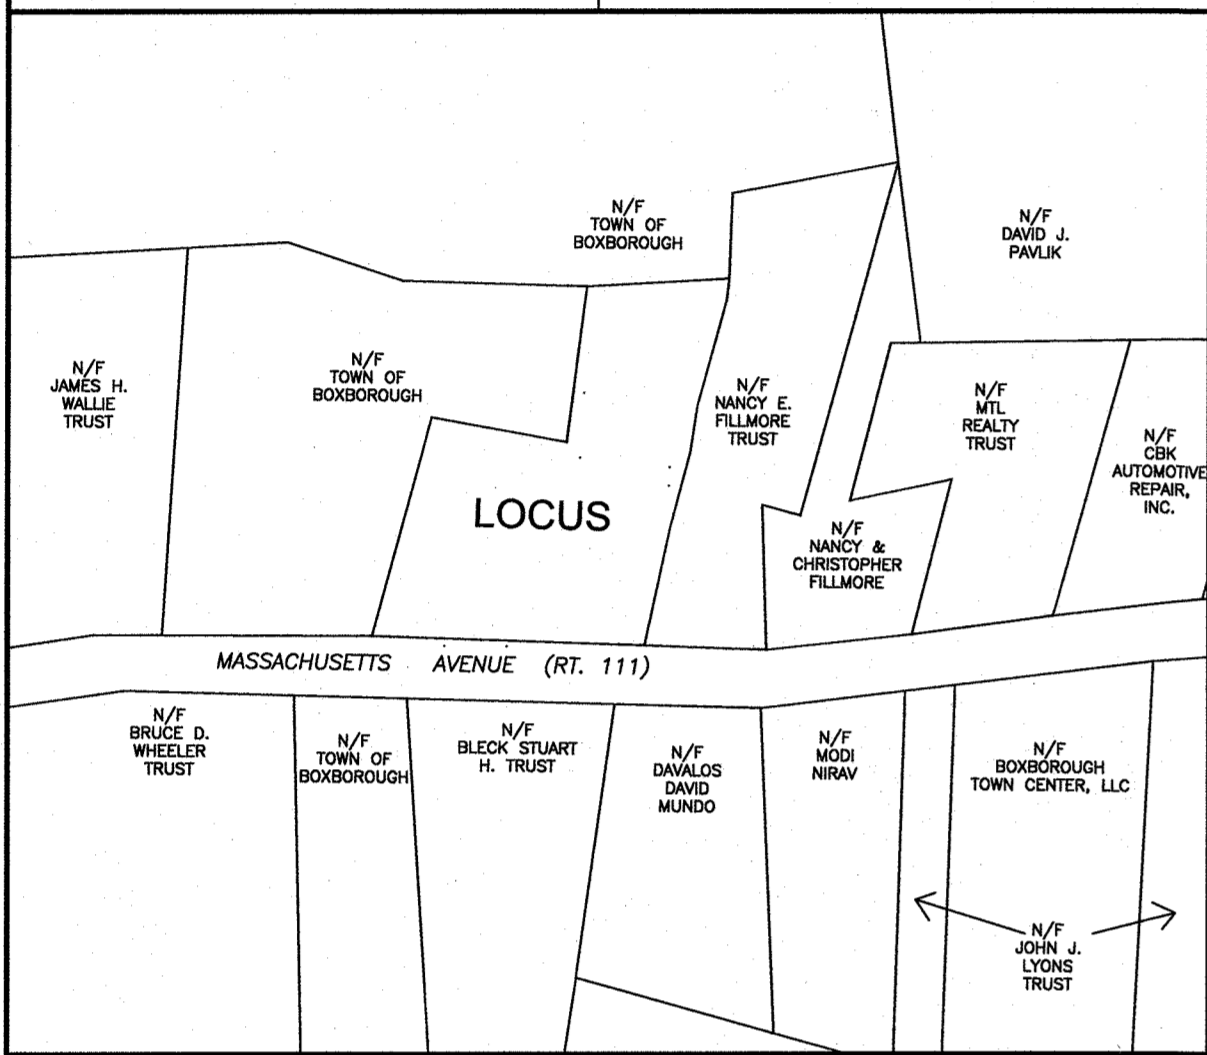 N/F
TOWN OF
BOXBOROUGH
N/F
DAVID J.
PAVLIK
N/F
JAMES H.
WALLIE
TRUST
N/F
TOWN OF
BOXBOROUGH
N/F
NANCY E.
FILLMORE
TRUST
N/F
MTL
REALTY
TRUST
N/F
CBK
AUTOMOTIVE
REPAIR,
INC.
LOCUS
N/F
NANCY &
CHRISTOPHER
FILLMORE
MASSACHUSETTS AVENUE (RT. 111)
N/F
BRUCE D.
WHEELER
TRUST
N/F
TOWN OF
BOXBOROUGH
N/F
BLECK STUART
H. TRUST
N/F
DAVALOS
DAVID
MUNDO
N/F
MODI
NIRAV
N/F
BOXBOROUGH
TOWN CENTER, LLC
N/F
JOHN J.
LYONS
TRUST